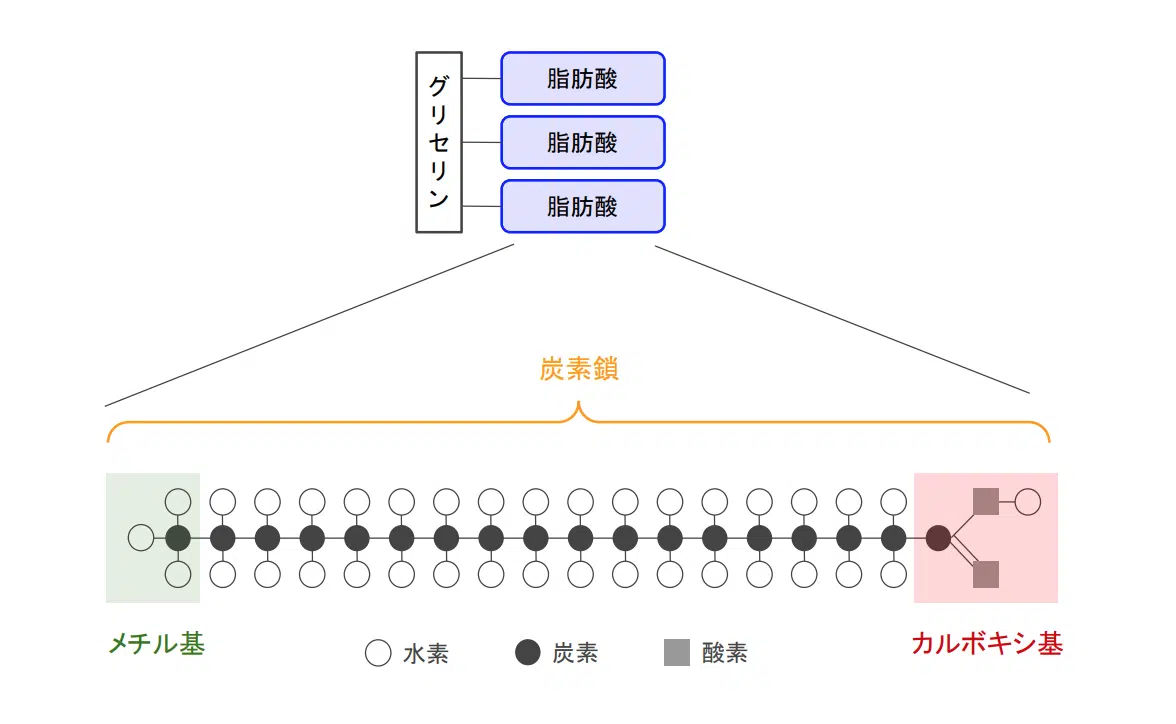 グリセリン
脂肪酸
脂肪酸
脂肪酸
炭素鎖
メチル基
カルボキシ基
水素
炭素
酸素